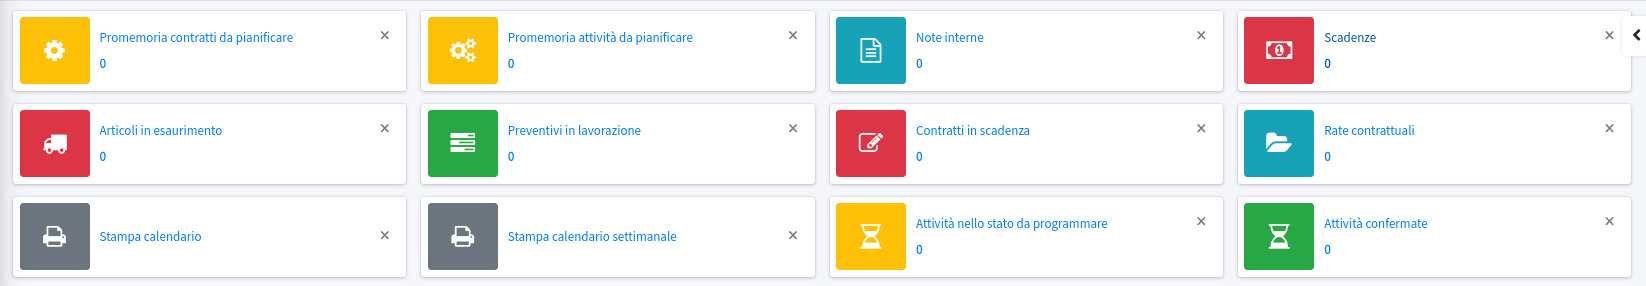 Promemoria contratti da pianificare
0
Promemoria attività da pianificare
0
Note interne
0
Scadenze
0
Articoli in esaurimento
0
Preventivi in lavorazione
0
Contratti in scadenza
0
Rate contrattuali
0
Stampa calendario
Stampa calendario settimanale
Attività nello stato da programmare
0
Attività confermate
0